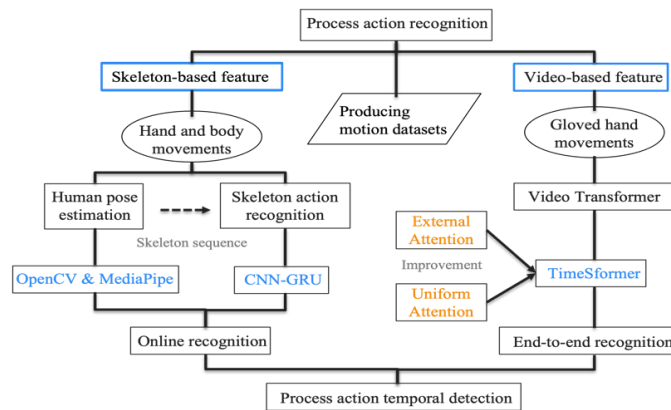 Process action recognition
Skeleton-based feature
Video-based feature
Producing
motion datasets
Hand and body
movements
Gloved hand
movements
Human pose
estimation
Skeleton action
recognition
Video Transformer
Skeleton sequence
External
Attention
Improvement
Uniform
Attention
OpenCV & MediaPipe
CNN-GRU
TimeSformer
Online recognition
End-to-end recognition
Process action temporal detection